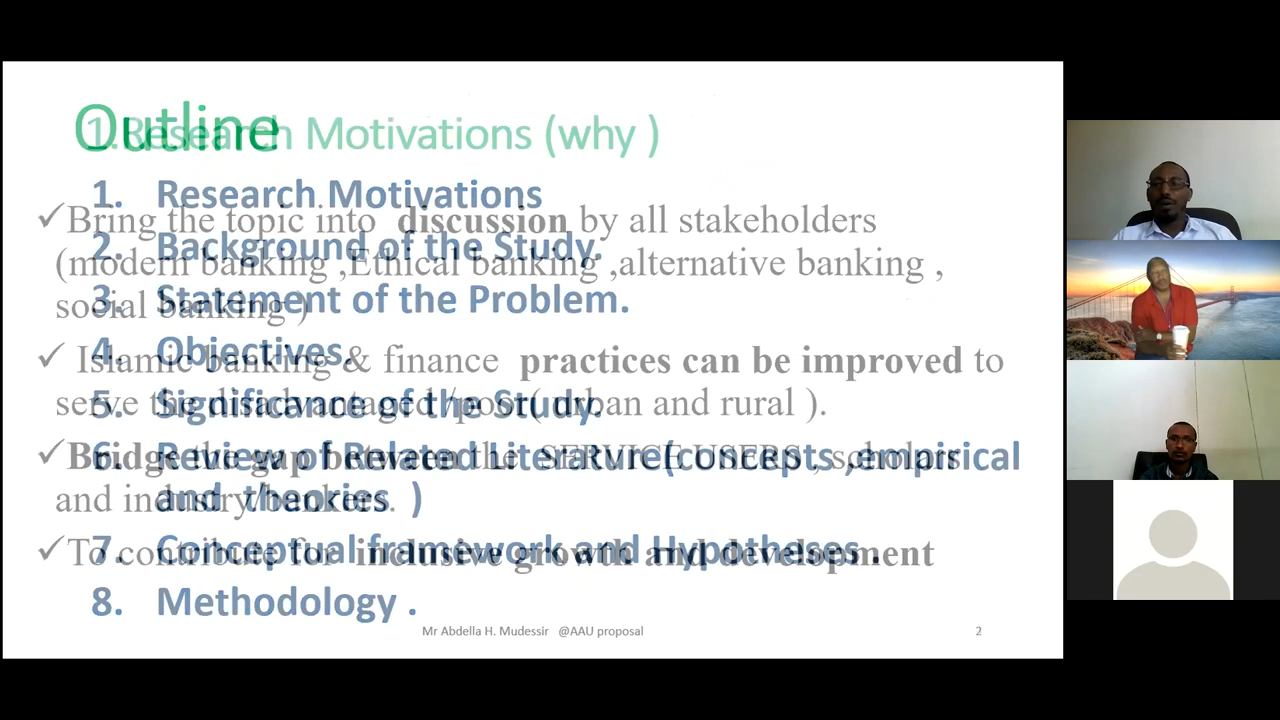 Outline
1. Research Motivations
2. Background of the Study.
3. Statement of the Problem.
4. Objectives.
5. Significance of the Study.
6. Review of Related Literature(concepts ,empirical
and theories )
7. Conceptual framework and Hypotheses .
8. Methodology .
1.Research Motivations (why )
✓Bring the topic into discussion by all stakeholders
(modern banking ,Ethical banking ,alternative banking ,
social banking )
✓ Islamic banking & finance practices can be improved to
serve the disadvantaged /poor( urban and rural ).
✓Bridge the gap between the SERVICE USERS , scholars
and industry/bankers.
✓To contribute for inclusive growth and development
Mr Abdella H. Mudessir @AAU proposal
2